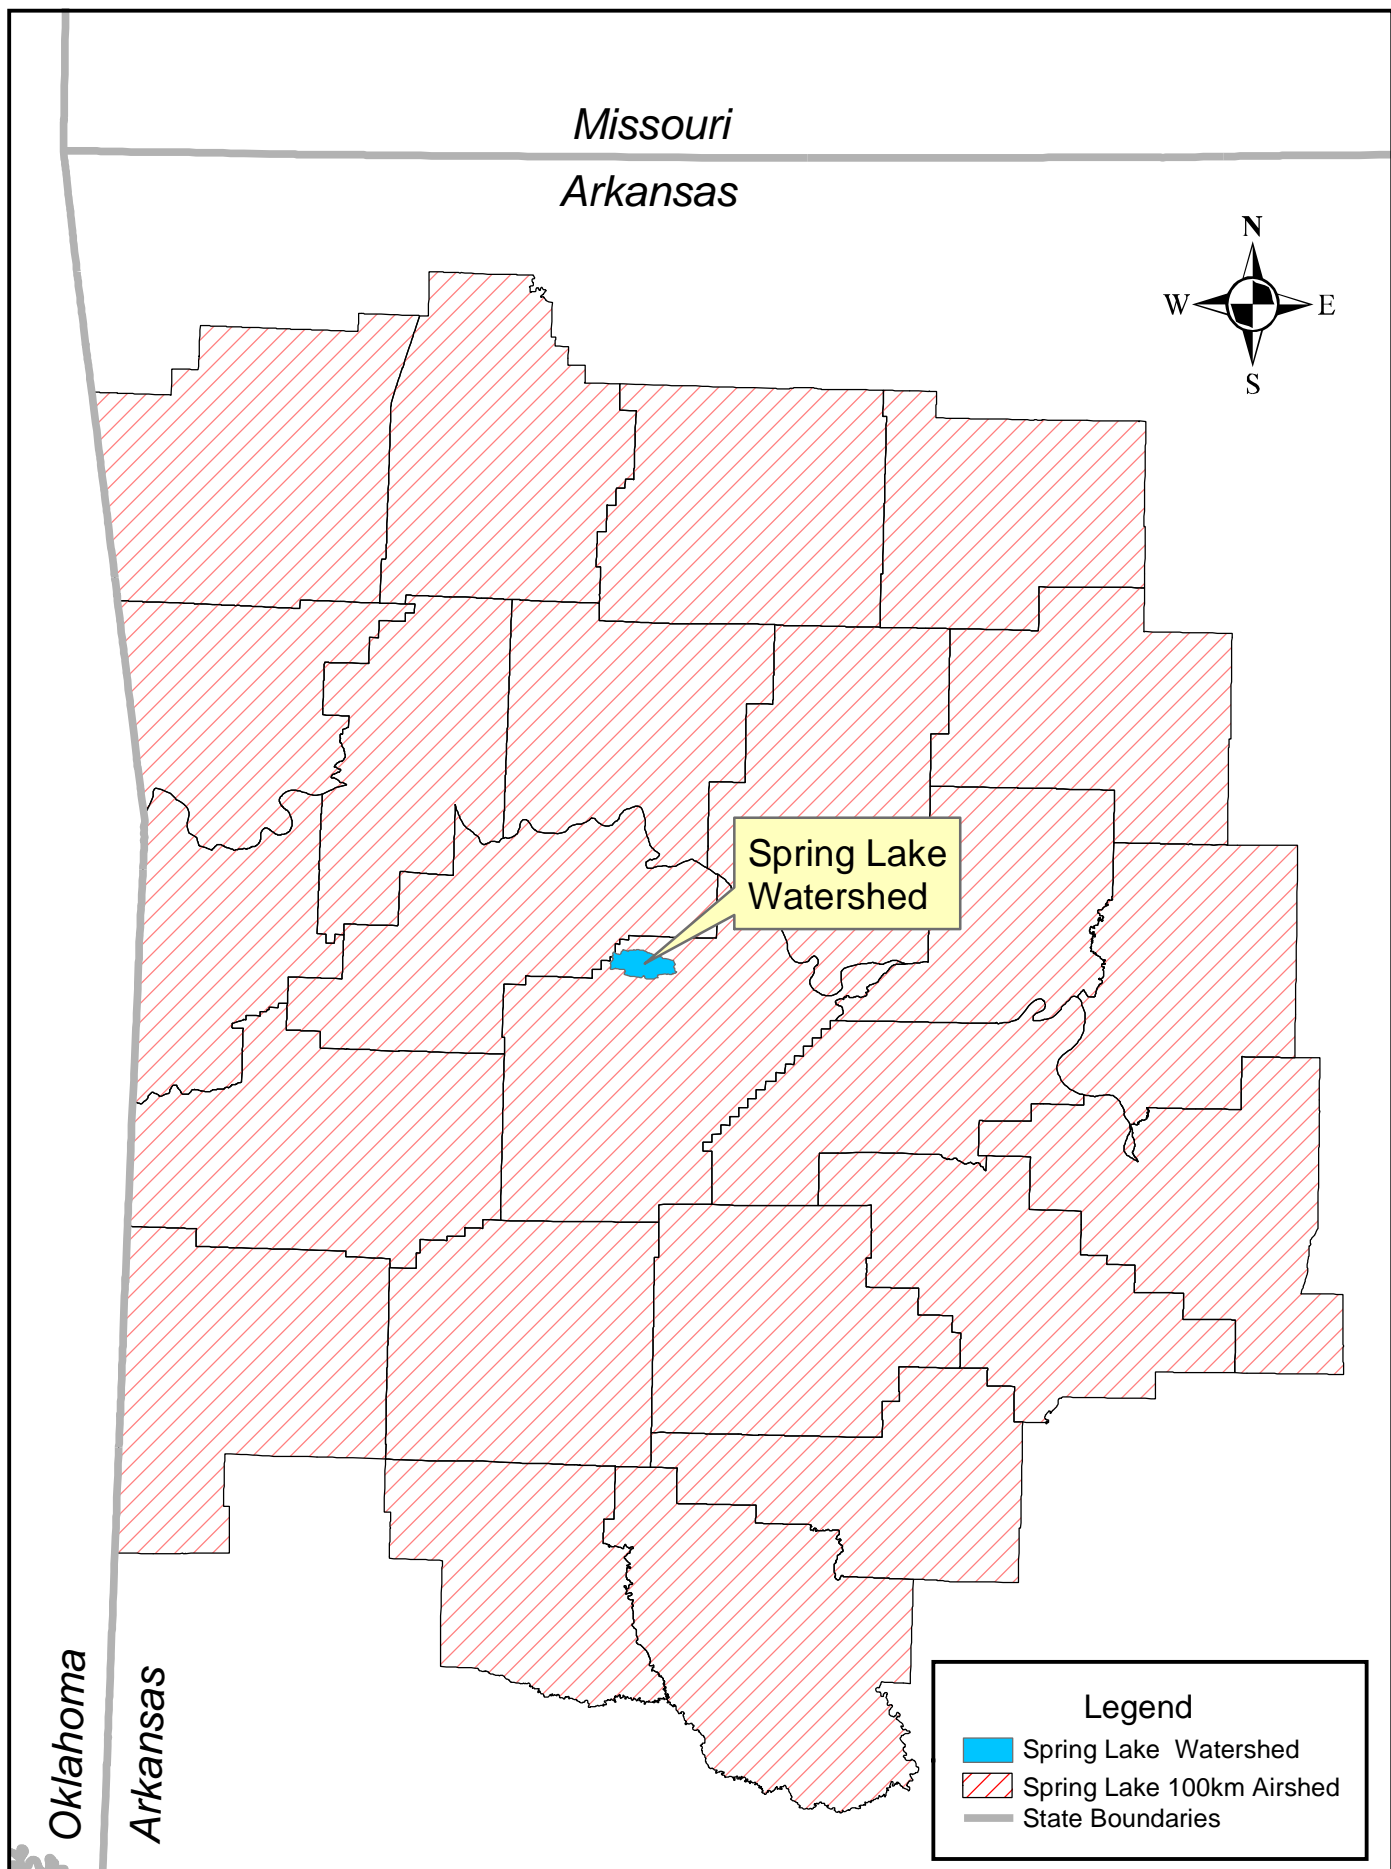 Missouri
Arkansas
N
W
E
S
Spring Lake
Watershed
Oklahoma
Arkansas
Legend
Spring Lake Watershed
Spring Lake 100km Airshed
State Boundaries